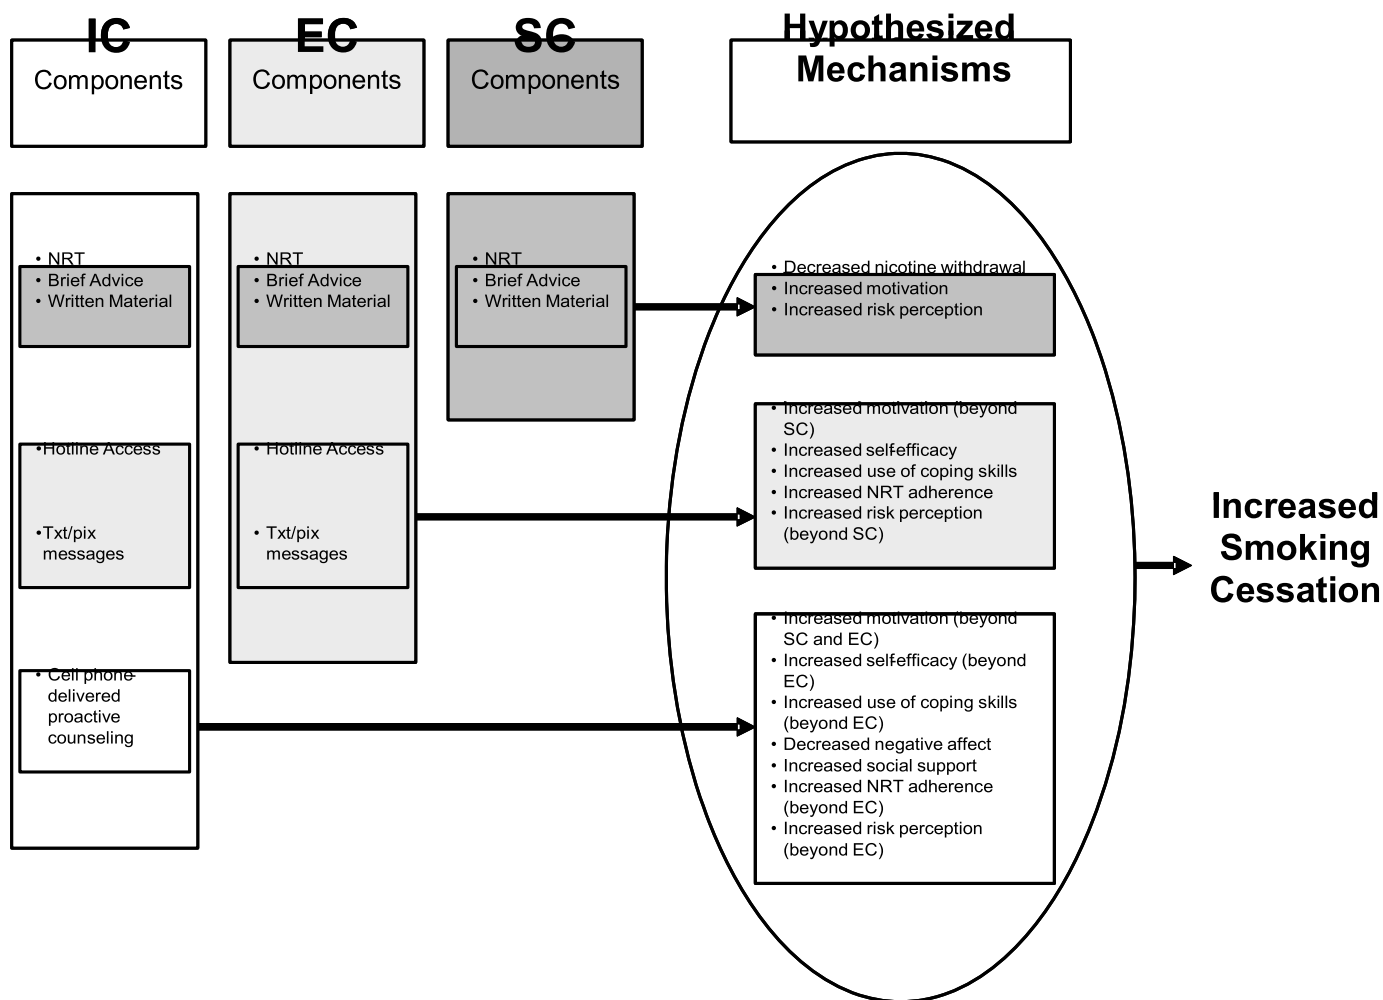 IC
Components
EC
Components
SC
Components
Hypothesized
Mechanisms
• NRT
• Brief Advice
• Written Material
•Hotline Access
•Txt/pix
messages
• Cell phone-
delivered
proactive
counseling
• NRT
• Brief Advice
• Written Material
• Hotline Access
• Txt/pix
messages
• NRT
• Brief Advice
• Written Material
• Decreased nicotine withdrawal
• Increased motivation
• Increased risk perception
• Increased motivation (beyond
SC)
• Increased self-efficacy
• Increased use of coping skills
• Increased NRT adherence
• Increased risk perception
(beyond SC)
• Increased motivation (beyond
SC and EC)
• Increased self-efficacy (beyond
EC)
• Increased use of coping skills
(beyond EC)
• Decreased negative affect
• Increased social support
• Increased NRT adherence
(beyond EC)
• Increased risk perception
(beyond EC)
Increased
Smoking
Cessation